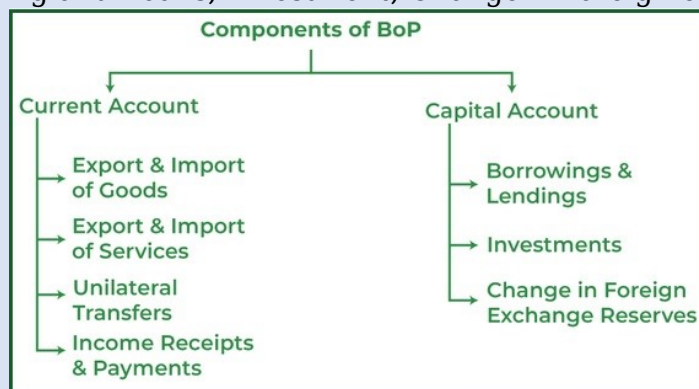 Components of BoP
Current Account
Export & Import
of Goods
Export & Import
of Services
Unilateral
Transfers
Income Receipts
& Payments
Capital Account
Borrowings &
Lendings
Investments
Change in Foreign
Exchange Reserves